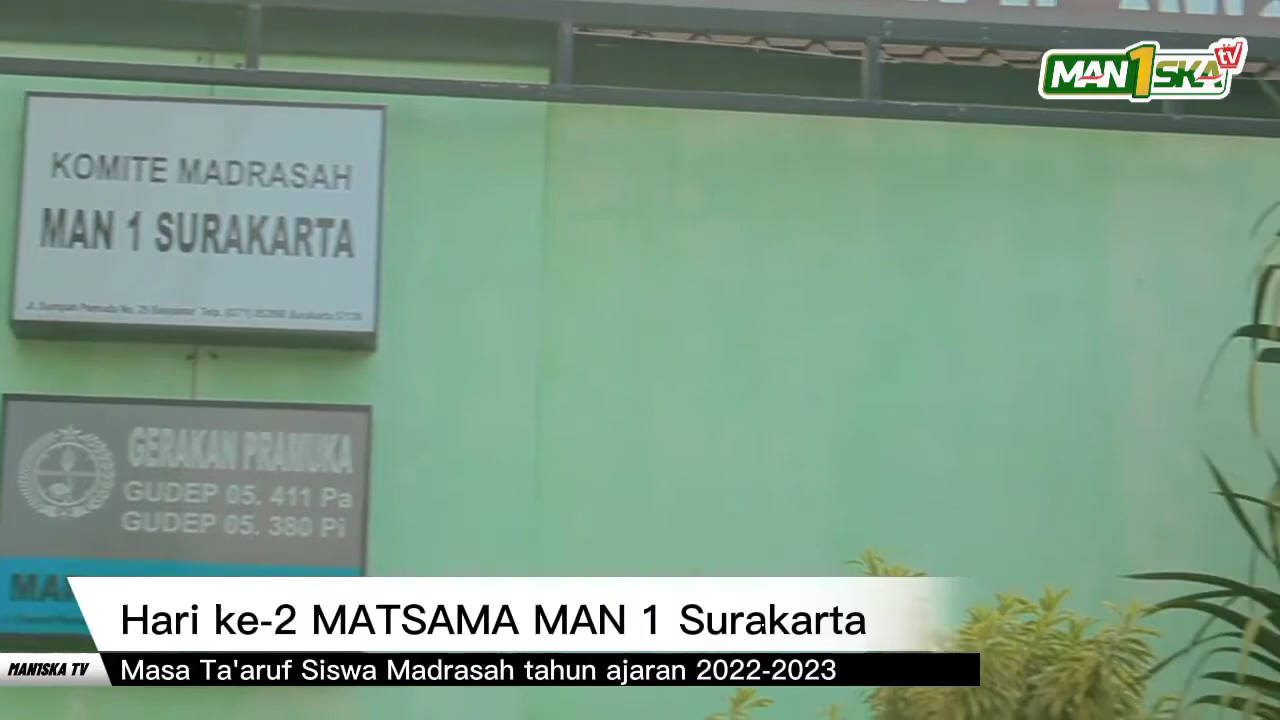 MAN1SKA tv
KOMITE MADRASAH
MAN 1 SURAKARTA
GERAKAN PRAMUKA
GUDEP 05. 411 Pa
GUDEP 05. 380 Pi
Hari ke-2 MATSAMA MAN 1 Surakarta
MAN1SKA TV
Masa Ta'aruf Siswa Madrasah tahun ajaran 2022-2023